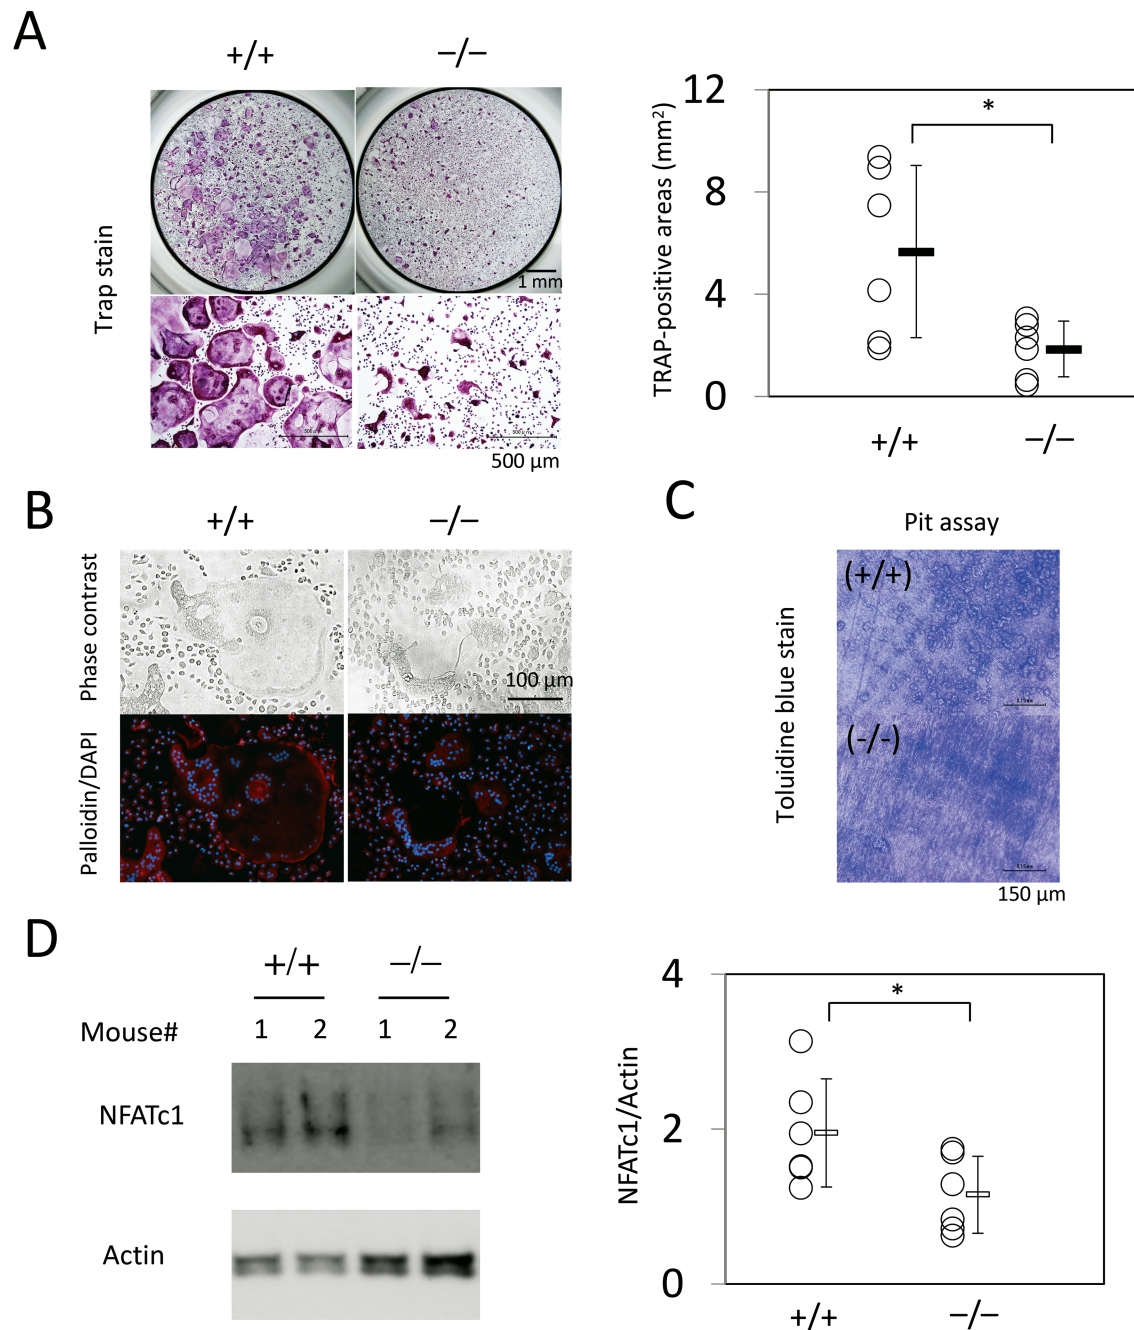 A
+/+
−/−
Trap stain
1 mm
500 µm
TRAP-positive areas (mm²)
12
8
4
0
*
+/+
−/−
B
+/+
−/−
Phase contrast
100 µm
Palloidin/DAPI
C
Pit assay
Toluidine blue stain
(+/+)
(-/-)
150 µm
D
+/+
−/−
Mouse#
1
2
1
2
NFATc1
Actin
NFATc1/Actin
4
2
0
*
+/+
−/−